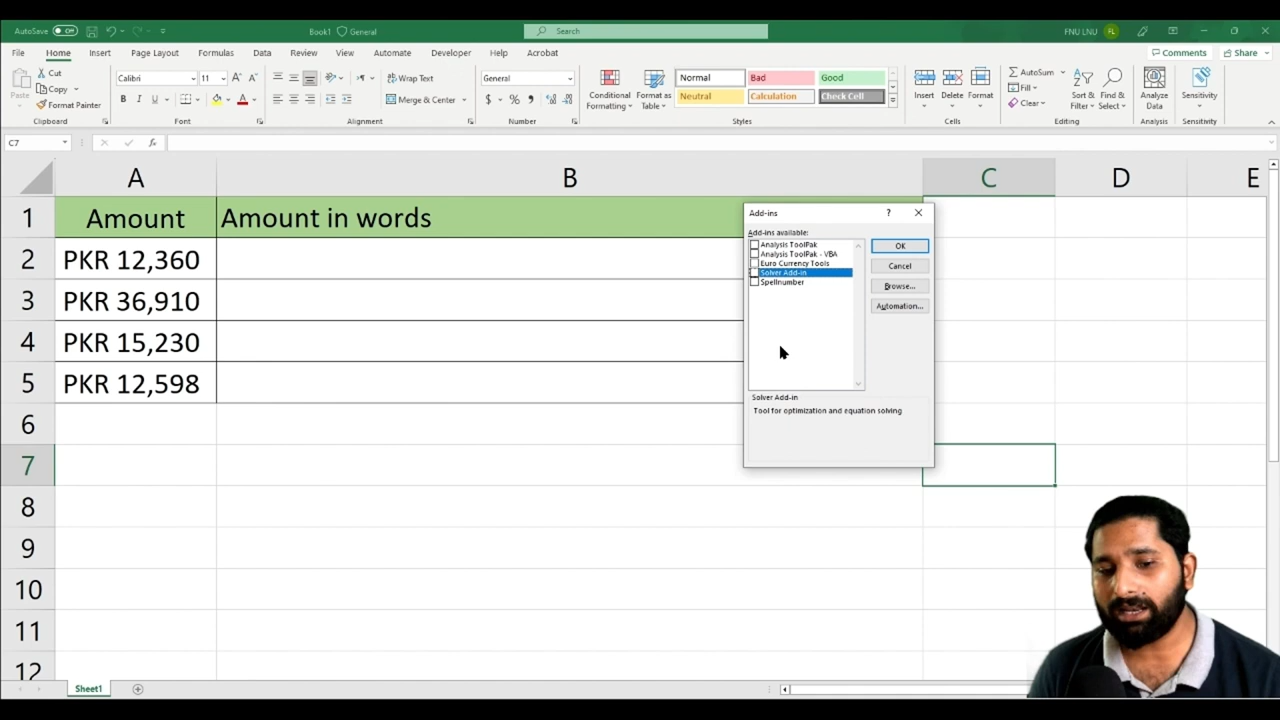 AutoSave Off Book1 General Search FNU LNU FL
File Home Insert Page Layout Formulas Data Review View Automate Developer Help Acrobat Comments Share
Paste Cut Copy Format Painter Clipboard
Calibri 11 B I U A Font
Wrap Text Merge & Center Alignment
General $ % Number
Conditional Formatting Format as Table
Normal Bad Good
Neutral Calculation Check Cell
Styles
Insert Delete Format Cells
AutoSum Fill Clear Sort & Filter Find & Select Editing
Analyze Data Analysis
Sensitivity Sensitivity
C7 fx
A B C D E
1 Amount Amount in words
2 PKR 12,360
3 PKR 36,910
4 PKR 15,230
5 PKR 12,598
6
7
8
9
10
11
12
Add-ins ?
Add-ins available:
Analysis ToolPak
Analysis ToolPak - VBA
Euro Currency Tools
Solver Add-in
Spellnumber
OK
Cancel
Browse...
Automation...
Solver Add-in
Tool for optimization and equation solving
Sheet1